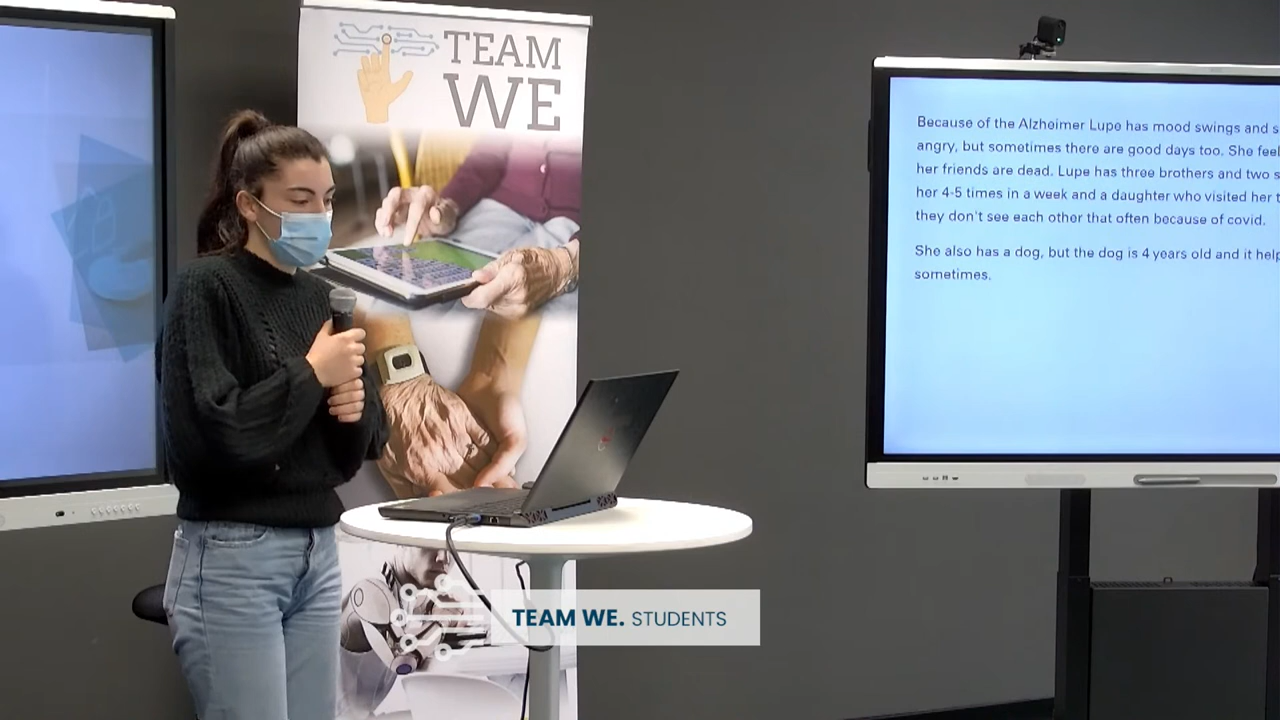 TEAM
WE
Because of the Alzheimer Lupe has mood swings and
angry, but sometimes there are good days too. She
her friends are dead. Lupe has three brothers and two
her 4-5 times in a week and a daughter who visited her
they don't see each other that often because of covid.
She also has a dog, but the dog is 4 years old and it
sometimes.
TEAM WE. STUDENTS